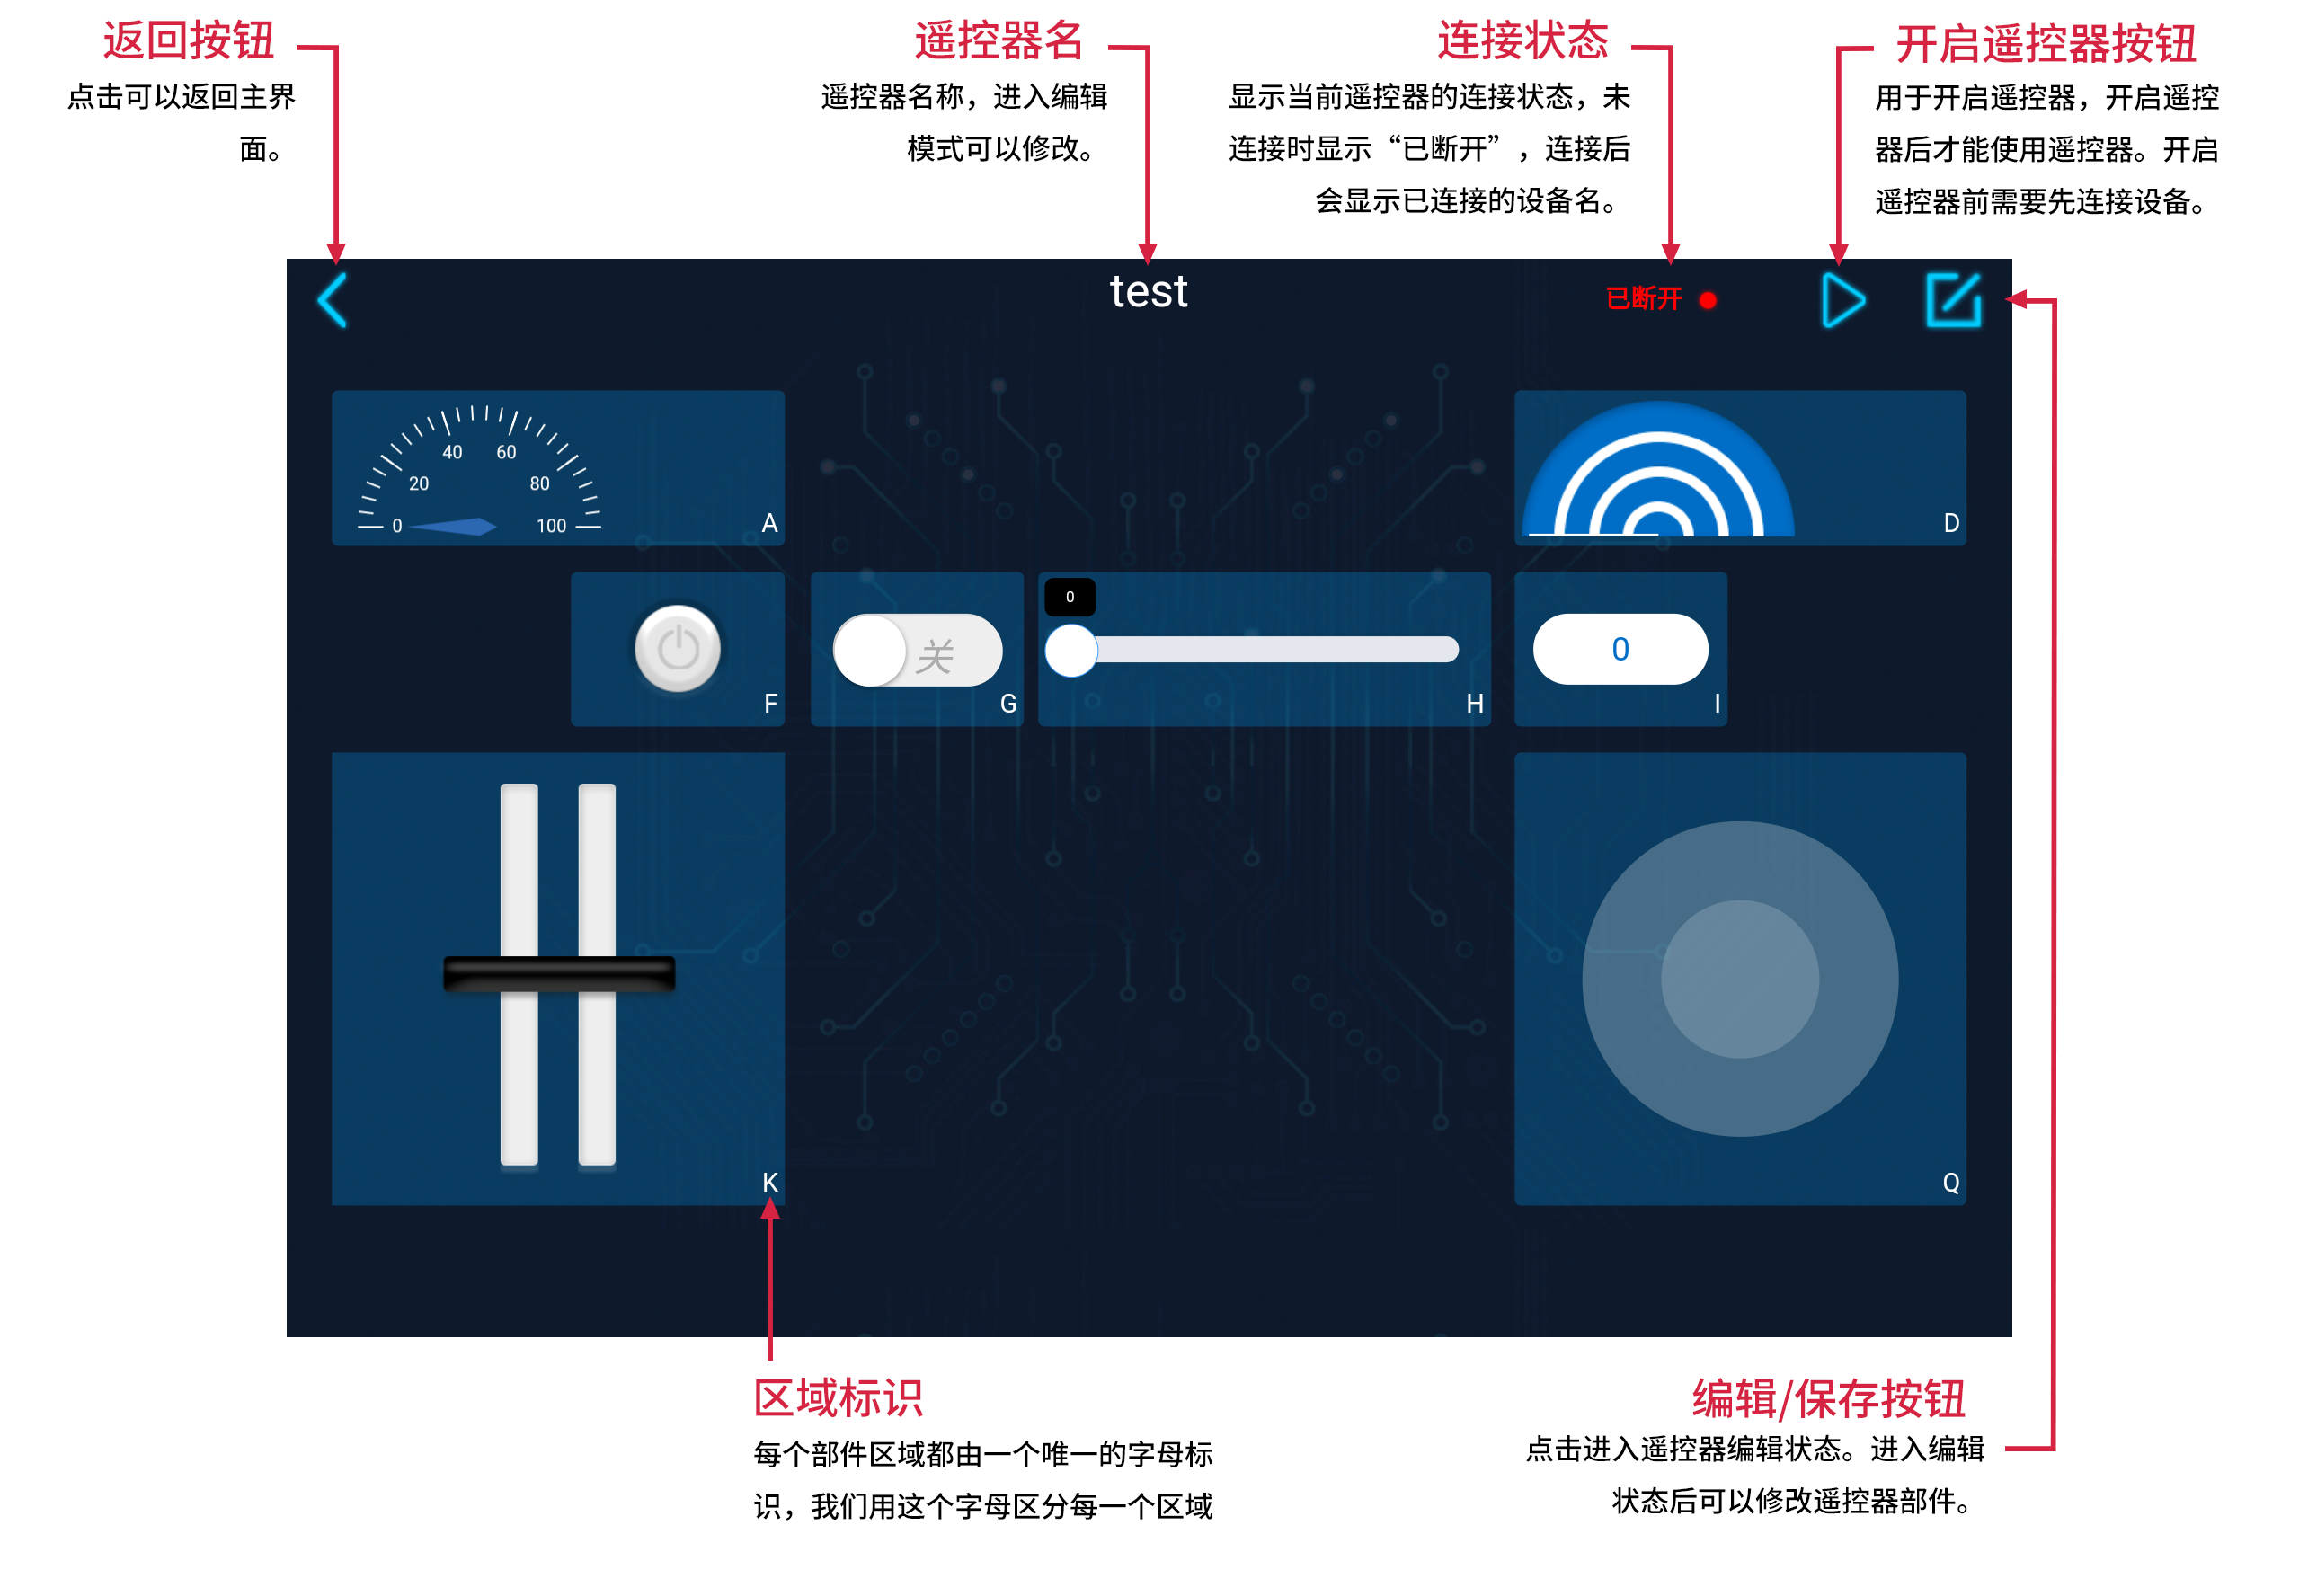 返回按钮
点击可以返回主界
面。
遥控器名
遥控器名称，进入编辑
模式可以修改。
连接状态
显示当前遥控器的连接状态，未
连接时显示“已断开”，连接后
会显示已连接的设备名。
开启遥控器按钮
用于开启遥控器，开启遥控
器后才能使用遥控器。开启
遥控器前需要先连接设备。
test
已断开
40 60
20 80
0 100
A
D
F
关
G
0
H
0
I
K
Q
区域标识
每个部件区域都由一个唯一的字母标
识，我们用这个字母区分每一个区域
编辑/保存按钮
点击进入遥控器编辑状态。进入编辑
状态后可以修改遥控器部件。